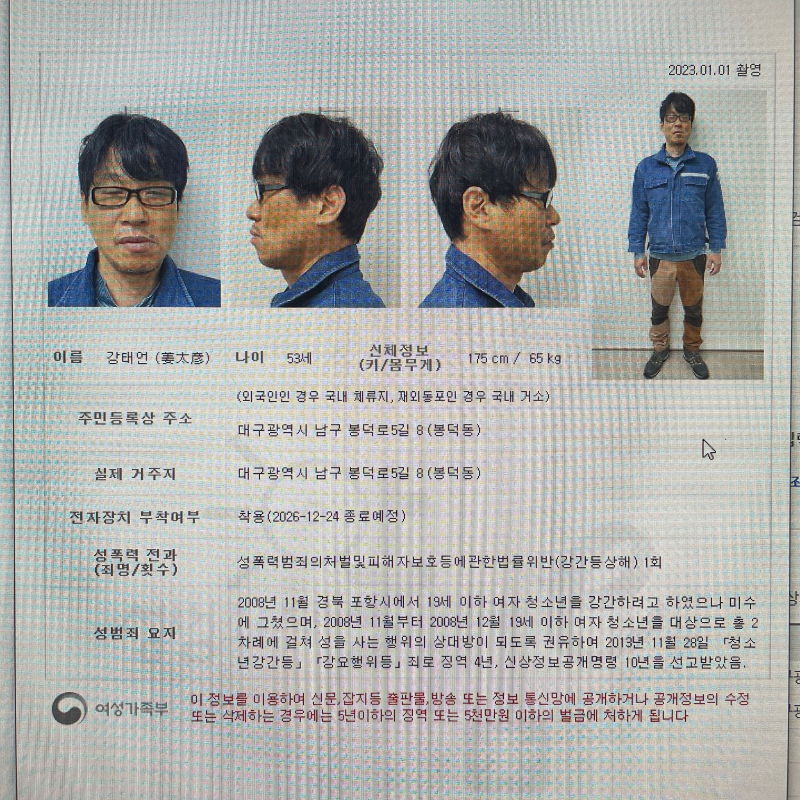 2023.01.01 촬영
이름 강태언 (姜太彦) 나이 53세 신체정보 (키/몸무게) 175 cm / 65 kg
(외국인인 경우 국내 체류지, 재외동포인 경우 국내 거소)
주민등록상 주소
대구광역시 남구 봉덕로5길 8 (봉덕동)
실제 거주지 대구광역시 남구 봉덕로5길 8 (봉덕동)
전자장치 부착여부 착용(2026-12-24 종료예정)
성폭력 전과
(죄명/횟수)
성폭력범죄의처벌및피해자보호등에관한법률위반(강간등상해) 1회
성범죄 요지
2008년 11월 경북 포항시에서 19세 이하 여자 청소년을 강간하려고 하였으나 미수
에 그쳤으며, 2008년 11월부터 2008년 12월 19세 이하 여자 청소년을 대상으로 총 2
차례에 걸쳐 성을 사는 행위의 상대방이 되도록 권유하여 2013년 11월 28일 「청소
년강간등」 「강요행위등」 죄로 징역 4년, 신상정보공개명령 10년을 선고받았음.
여성가족부
이 정보를 이용하여 신문,잡지등 출판물,방송 또는 정보 통신망에 공개하거나 공개정보의 수정
또는 삭제하는 경우에는 5년이하의 징역 또는 5천만원 이하의 벌금에 처하게 됩니다